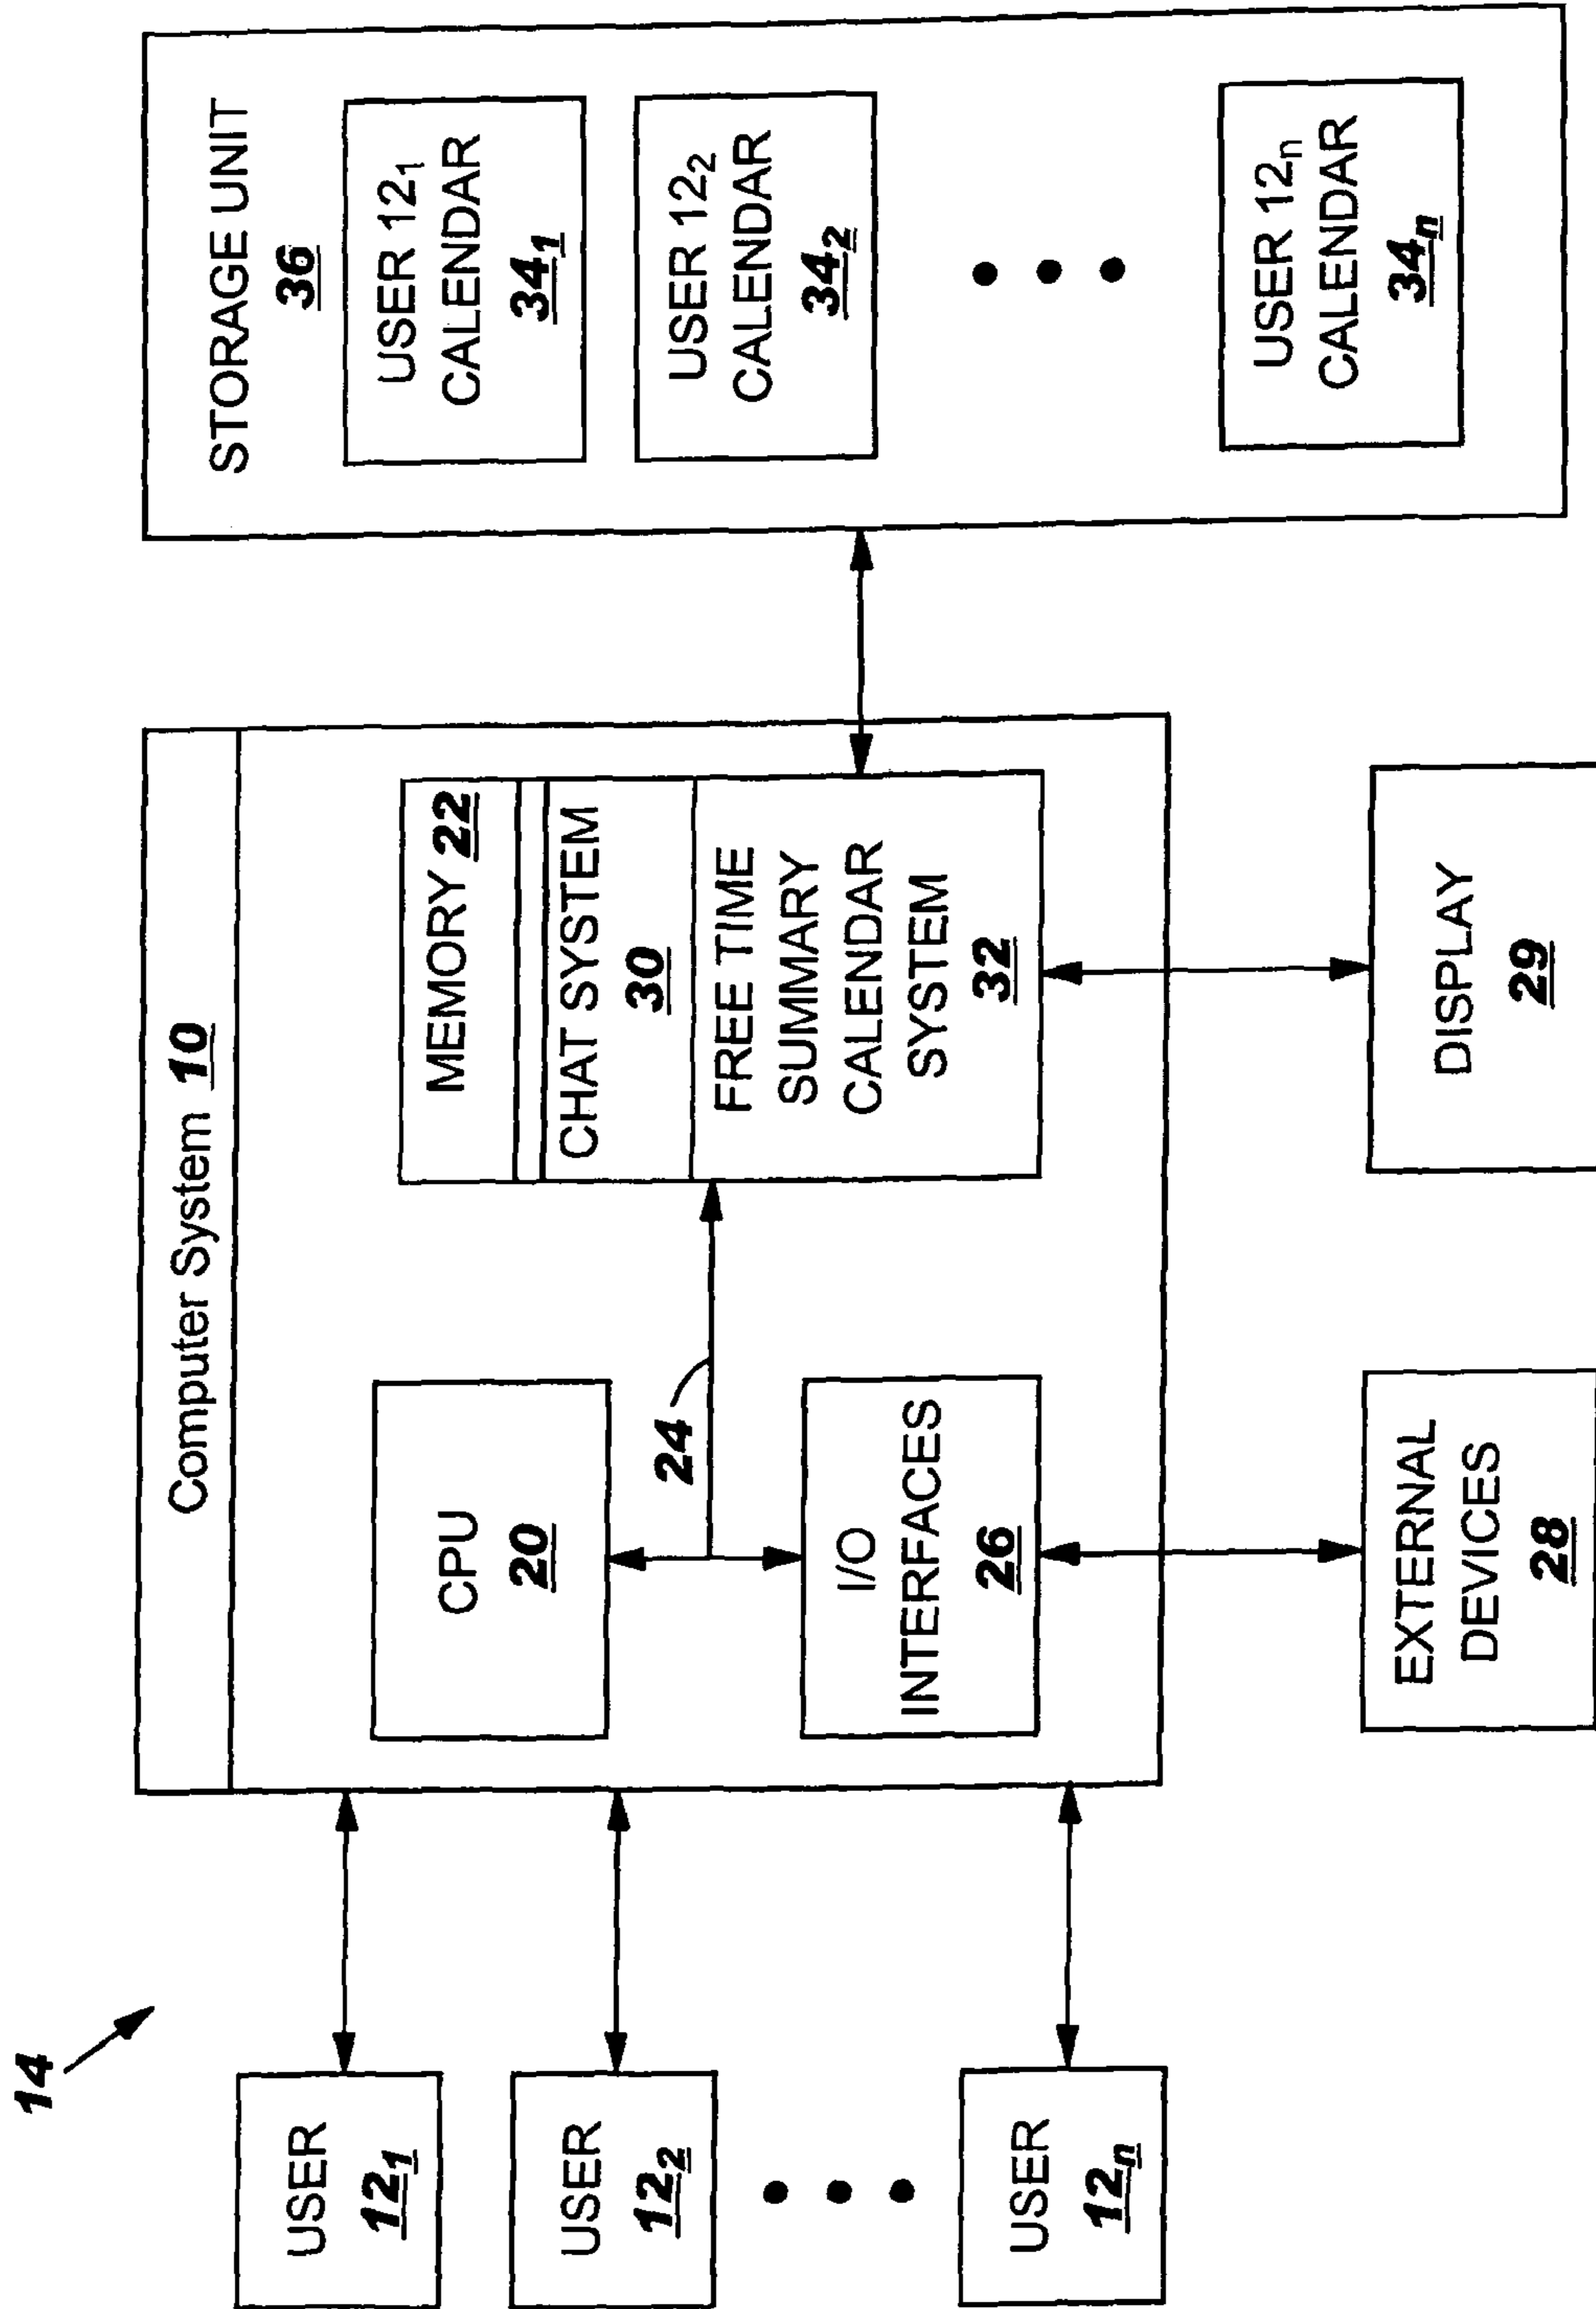 14
Computer System 10
USER
12₁
USER
12₂
USER
12ₙ
CPU
20
24
I/O
INTERFACES
26
MEMORY 22
CHAT SYSTEM
30
FREE TIME
SUMMARY
CALENDAR
SYSTEM
32
EXTERNAL
DEVICES
28
DISPLAY
29
STORAGE UNIT
36
USER 12₁
CALENDAR
34₁
USER 12₂
CALENDAR
34₂
USER 12ₙ
CALENDAR
34ₙ